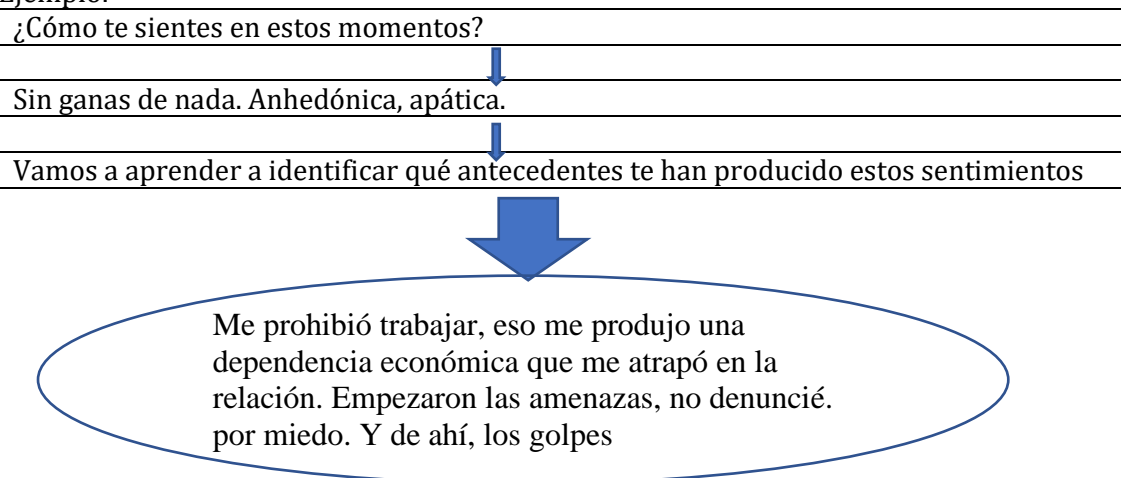 Ejemplo:
¿Cómo te sientes en estos momentos?
Sin ganas de nada. Anhedónica, apática.
Vamos a aprender a identificar qué antecedentes te han producido estos sentimientos
Me prohibió trabajar, eso me produjo una
dependencia económica que me atrapó en la
relación. Empezaron las amenazas, no denuncié.
por miedo. Y de ahí, los golpes